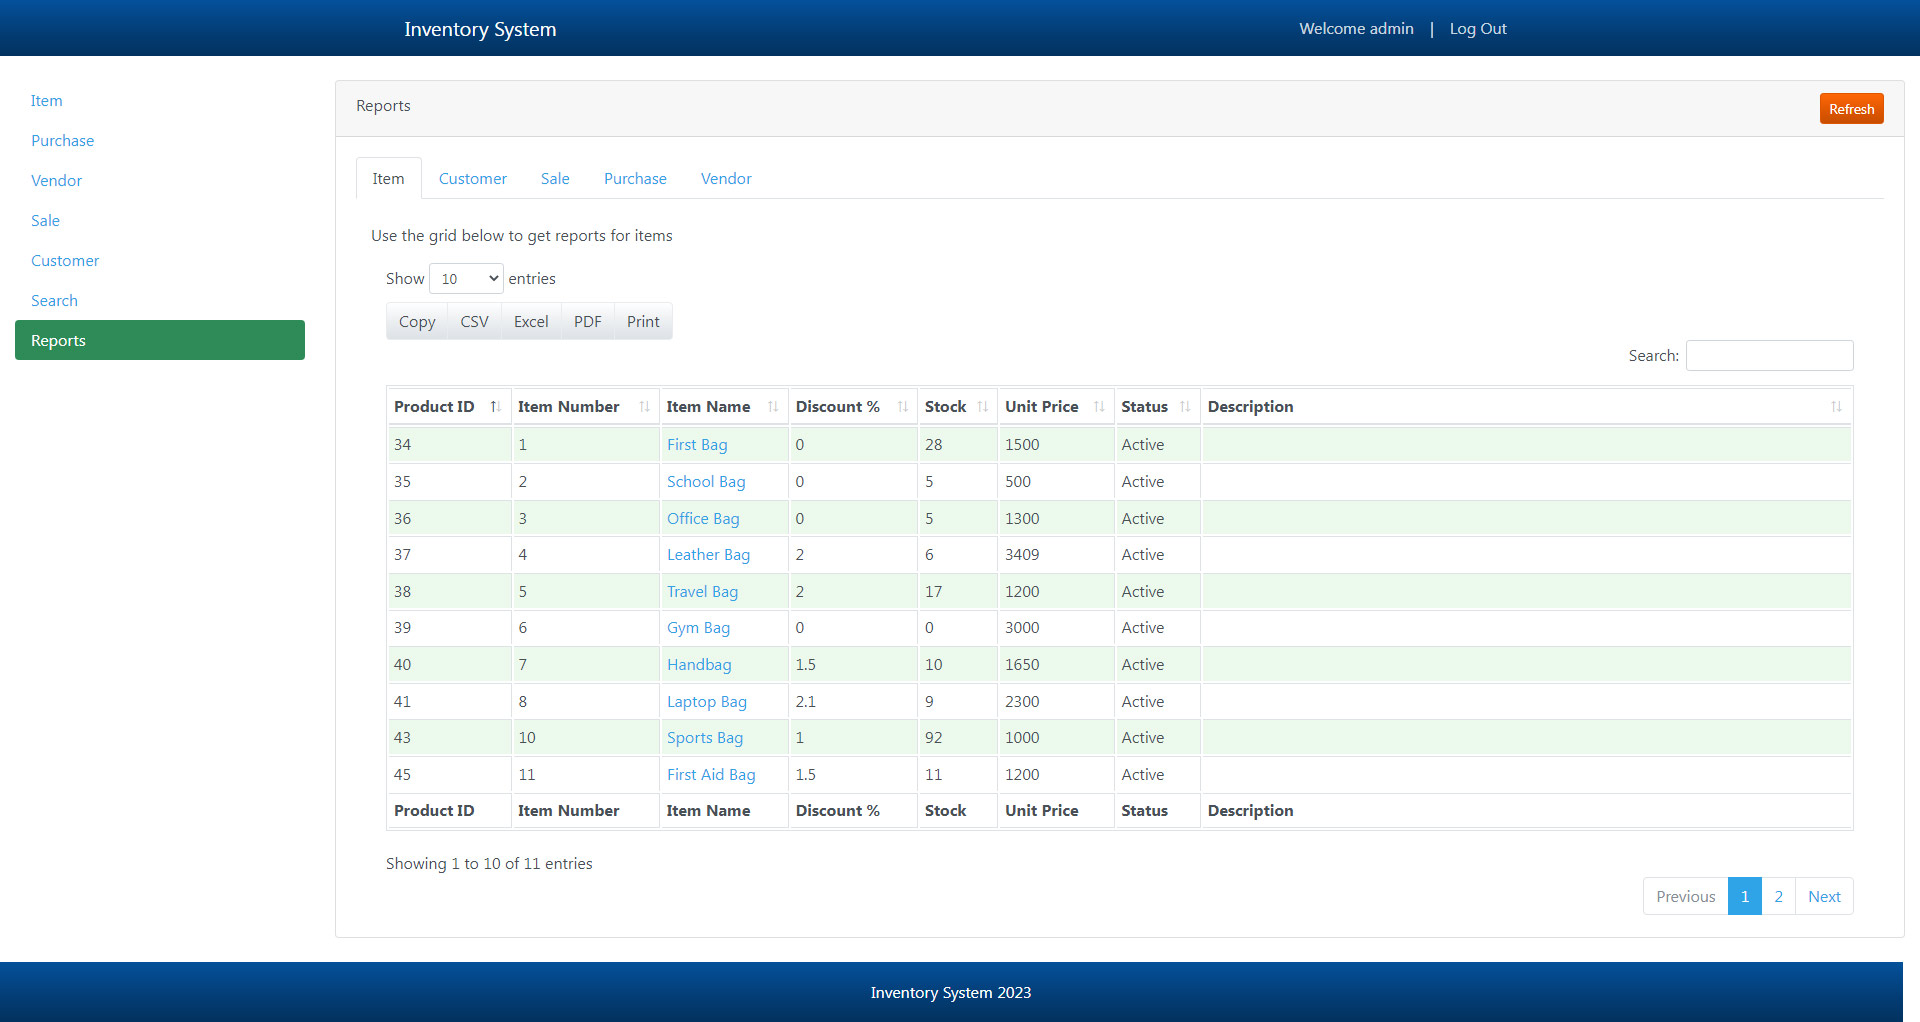 Inventory System
Welcome admin | Log Out
Item
Purchase
Vendor
Sale
Customer
Search
Reports
Reports
Refresh
Item Customer Sale Purchase Vendor
Use the grid below to get reports for items
Show 10 entries
Copy CSV Excel PDF Print
Search:
Product ID Item Number Item Name Discount % Stock Unit Price Status Description
34 1 First Bag 0 28 1500 Active
35 2 School Bag 0 5 500 Active
36 3 Office Bag 0 5 1300 Active
37 4 Leather Bag 2 6 3409 Active
38 5 Travel Bag 2 17 1200 Active
39 6 Gym Bag 0 0 3000 Active
40 7 Handbag 1.5 10 1650 Active
41 8 Laptop Bag 2.1 9 2300 Active
43 10 Sports Bag 1 92 1000 Active
45 11 First Aid Bag 1.5 11 1200 Active
Product ID Item Number Item Name Discount % Stock Unit Price Status Description
Showing 1 to 10 of 11 entries
Previous 1 2 Next
Inventory System 2023